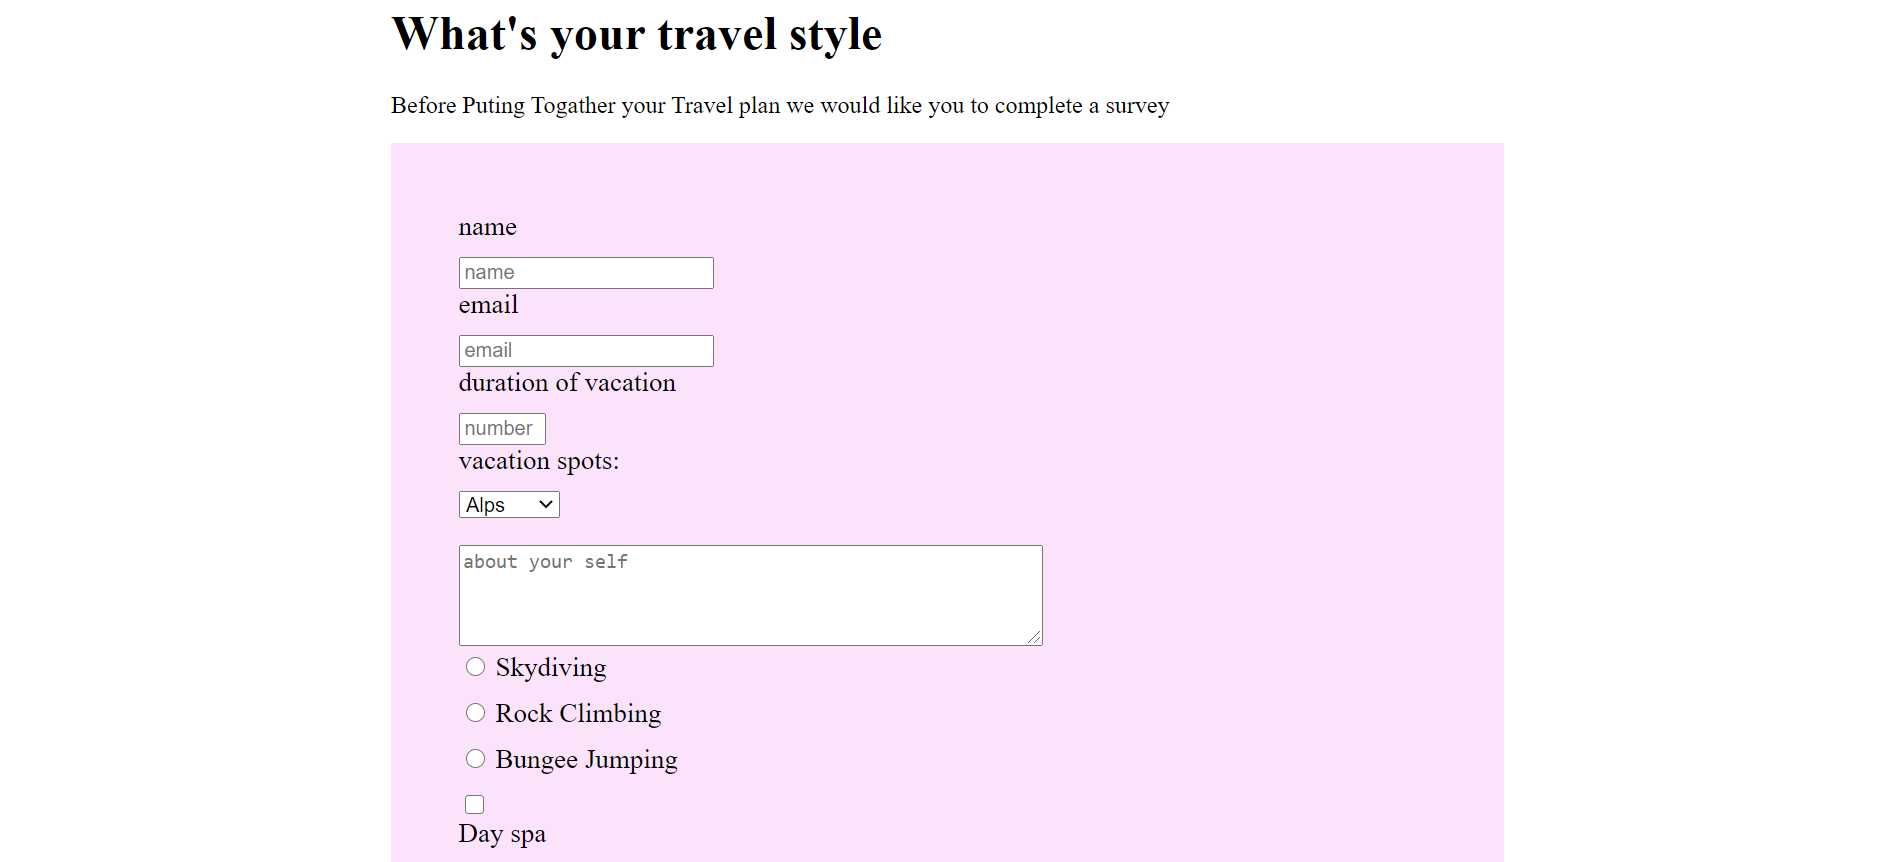 What's your travel style
Before Puting Togather your Travel plan we would like you to complete a survey
name
name
email
email
duration of vacation
number
vacation spots:
Alps
about your self
Skydiving
Rock Climbing
Bungee Jumping
Day spa